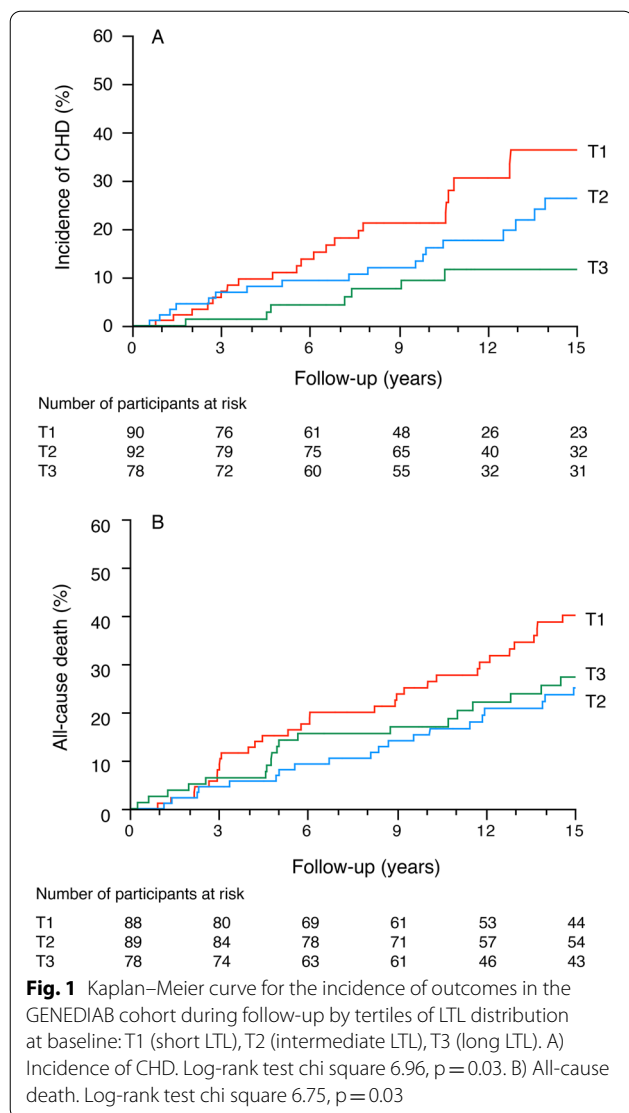 A
60
50
40
30
20
10
0
Incidence of CHD (%)
T1
T2
T3
0 3 6 9 12 15
Follow-up (years)
Number of participants at risk
T1 90 76 61 48 26 23
T2 92 79 75 65 40 32
T3 78 72 60 55 32 31
B
60
50
40
30
20
10
0
All-cause death (%)
T1
T3
T2
0 3 6 9 12 15
Follow-up (years)
Number of participants at risk
T1 88 80 69 61 53 44
T2 89 84 78 71 57 54
T3 78 74 63 61 46 43
Fig. 1 Kaplan–Meier curve for the incidence of outcomes in the
GENEDIAB cohort during follow-up by tertiles of LTL distribution
at baseline: T1 (short LTL), T2 (intermediate LTL), T3 (long LTL). A)
Incidence of CHD. Log-rank test chi square 6.96, p = 0.03. B) All-cause
death. Log-rank test chi square 6.75, p = 0.03